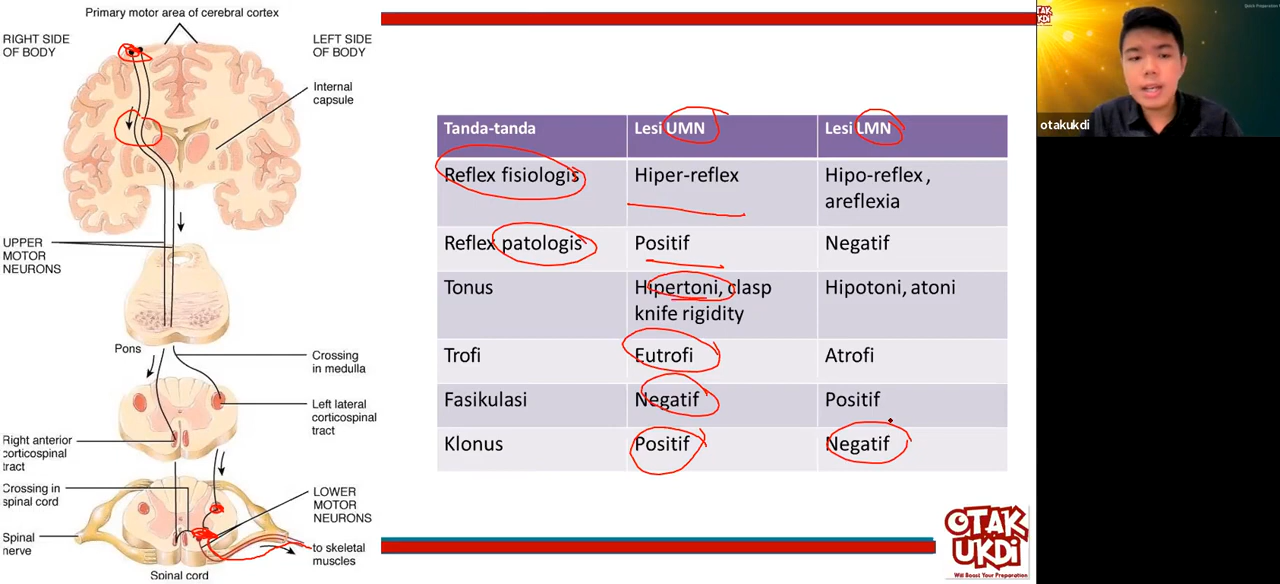 Primary motor area of cerebral cortex
RIGHT SIDE
OF BODY
LEFT SIDE
OF BODY
Internal
capsule
UPPER
MOTOR
NEURONS
Pons
Crossing
in medulla
Left lateral
corticospinal
tract
Right anterior
corticospinal
tract
Crossing in
spinal cord
LOWER
MOTOR
NEURONS
Spinal
nerve
to skeletal
muscles
Spinal cord
Tanda-tanda Lesi UMN Lesi LMN
Reflex fisiologis Hiper-reflex Hipo-reflex,
areflexia
Reflex patologis Positif Negatif
Tonus Hipertoni, clasp Hipotoni, atoni
knife rigidity
Trofi Eutrofi Atrofi
Fasikulasi Negatif Positif
Klonus Positif Negatif
OTAK
UKDi
Will Boost Your Preparation
OTAK
UKDI
otakukdi